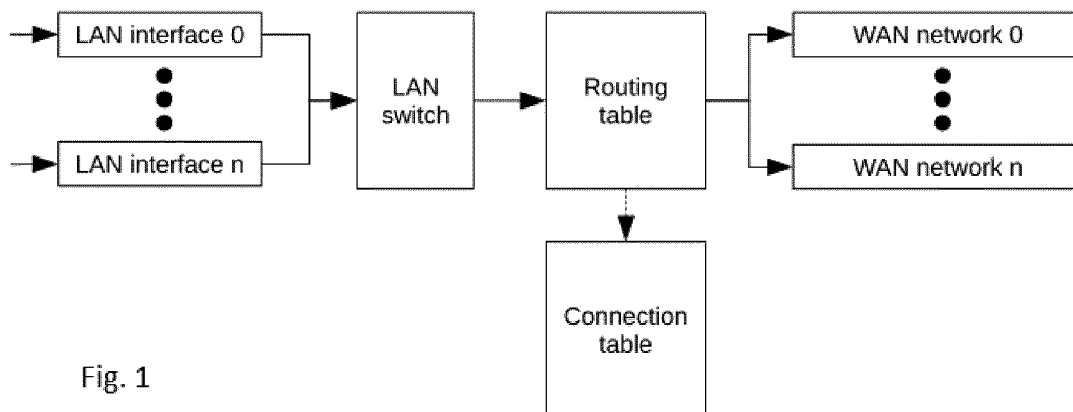 LAN interface 0
LAN interface n
LAN
switch
Routing
table
WAN network 0
WAN network n
Connection
table
Fig. 1